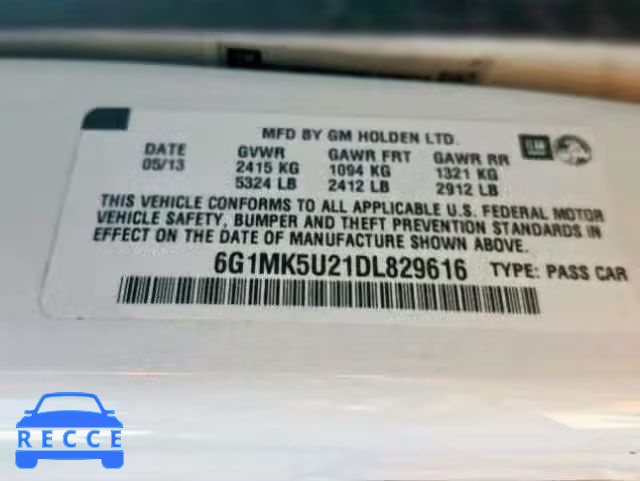 MFD BY GM HOLDEN LTD.
DATE GVWR GAWR FRT GAWR RR
05/13 2415 KG 1094 KG 1321 KG
5324 LB 2412 LB 2912 LB
THIS VEHICLE CONFORMS TO ALL APPLICABLE U.S. FEDERAL MOTOR
VEHICLE SAFETY, BUMPER AND THEFT PREVENTION STANDARDS IN
EFFECT ON THE DATE OF MANUFACTURE SHOWN ABOVE.
6G1MK5U21DL829616 TYPE: PASS CAR
RECCE